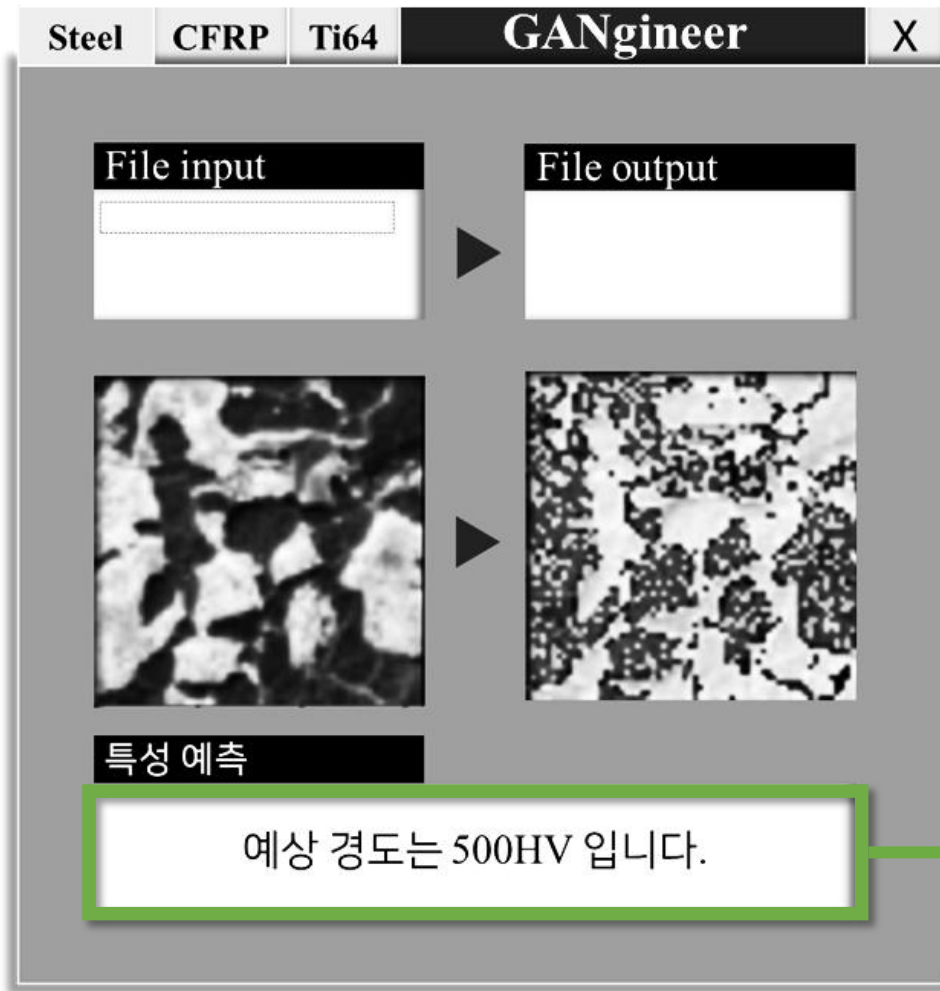 Steel CFRP Ti64 GANgineer X
File input
File output
특성 예측
예상 경도는 500HV 입니다.